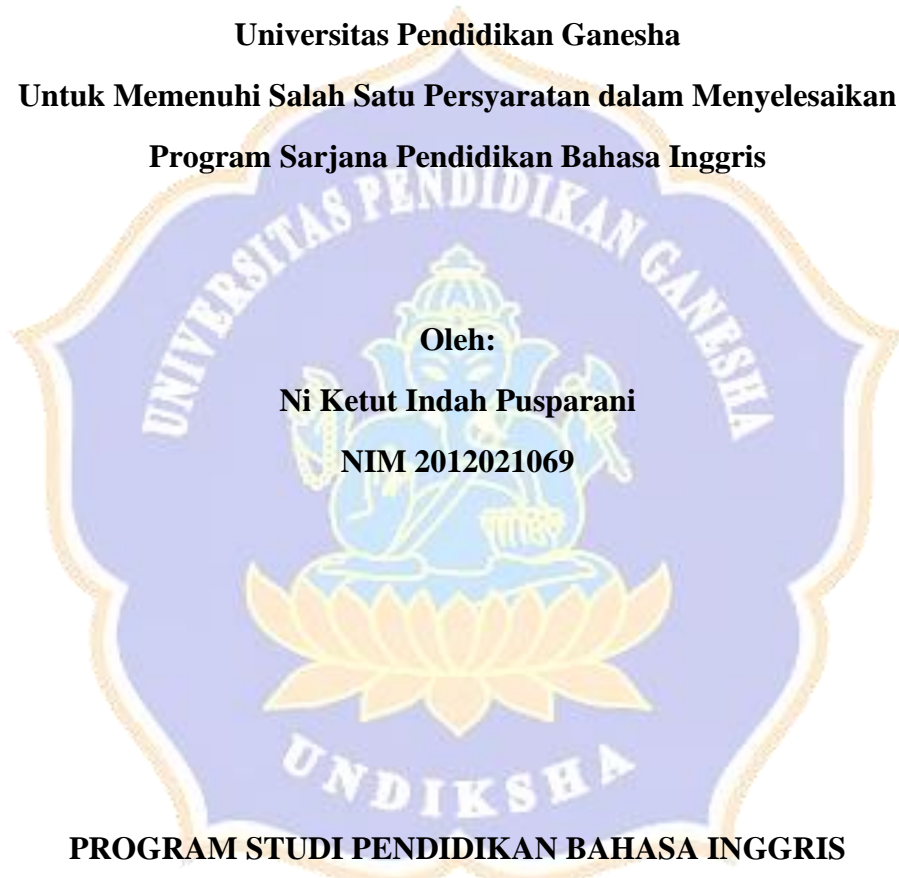 Universitas Pendidikan Ganesha
Untuk Memenuhi Salah Satu Persyaratan dalam Menyelesaikan
Program Sarjana Pendidikan Bahasa Inggris
UNIVERSITAS PENDIDIKAN GANESHA
Oleh:
Ni Ketut Indah Pusparani
NIM 2012021069
UNDIKSHA
PROGRAM STUDI PENDIDIKAN BAHASA INGGRIS